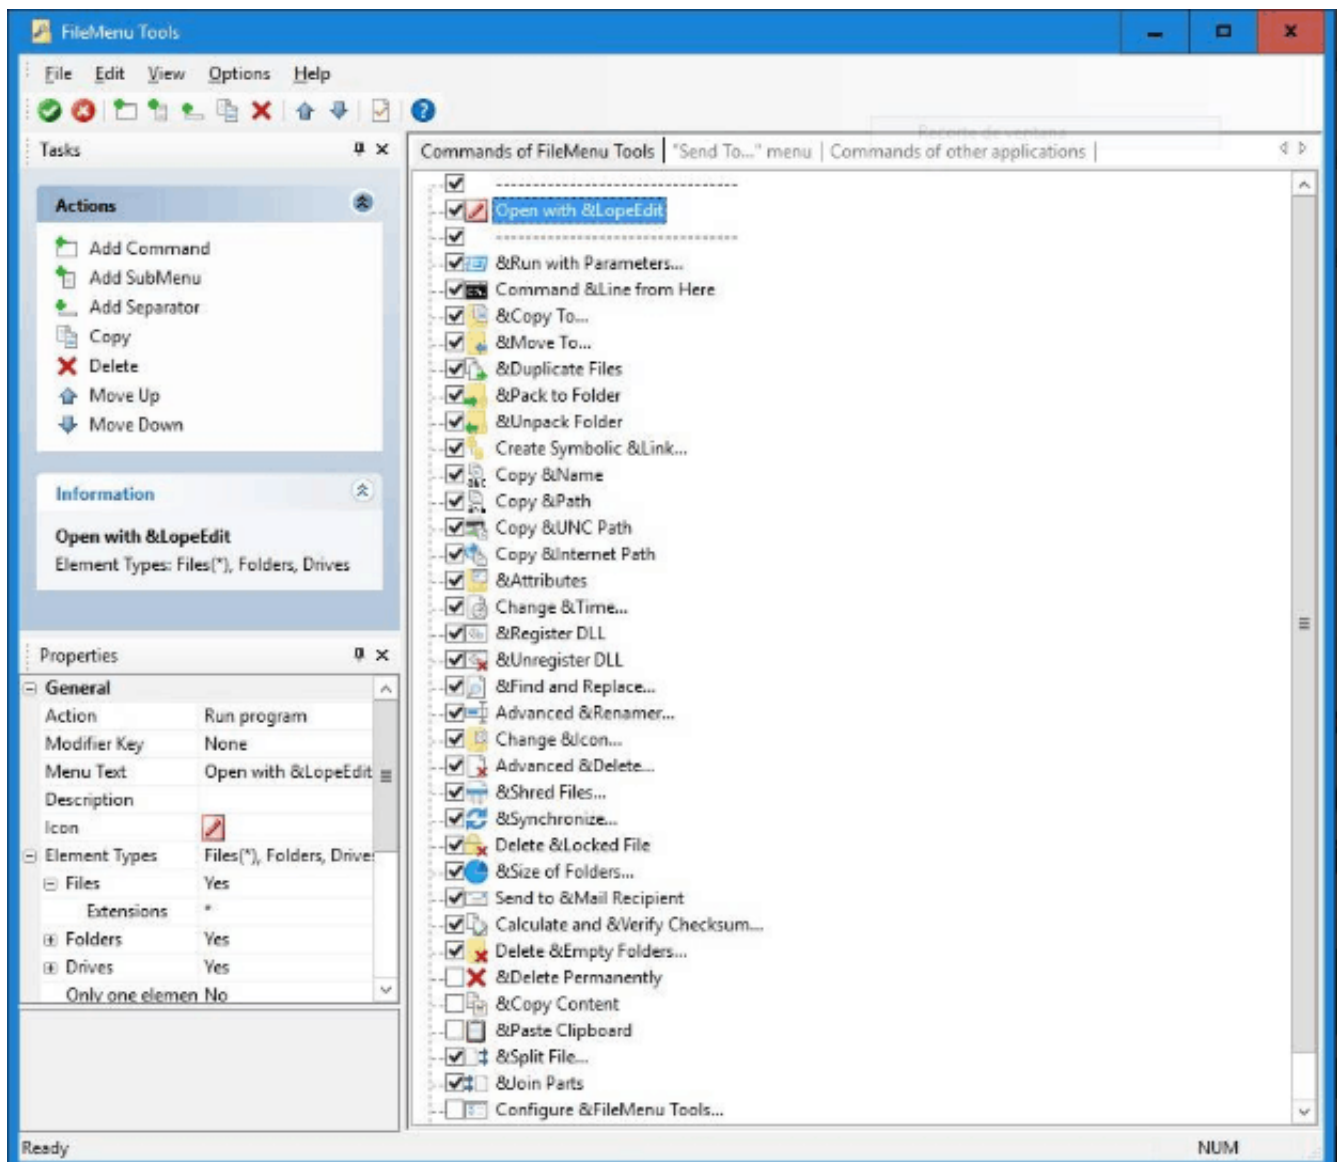 FileMenu Tools
File Edit View Options Help
Recorte de ventana
Tasks
Commands of FileMenu Tools | "Send To..." menu | Commands of other applications |
Actions
Add Command
Add SubMenu
Add Separator
Copy
Delete
Move Up
Move Down
Information
Open with &LopeEdit
Element Types: Files(*), Folders, Drives
Properties
General
Action Run program
Modifier Key None
Menu Text Open with &LopeEdit
Description
Icon
Element Types Files(*), Folders, Drive
Files Yes
Extensions *
Folders Yes
Drives Yes
Only one elemen No
--------------------------------
Open with &LopeEdit
--------------------------------
&Run with Parameters...
Command &Line from Here
&Copy To...
&Move To...
&Duplicate Files
&Pack to Folder
&Unpack Folder
Create Symbolic &Link...
Copy &Name
Copy &Path
Copy &UNC Path
Copy &Internet Path
&Attributes
Change &Time...
&Register DLL
&Unregister DLL
&Find and Replace...
Advanced &Renamer...
Change &Icon...
Advanced &Delete...
&Shred Files...
&Synchronize...
Delete &Locked File
&Size of Folders...
Send to &Mail Recipient
Calculate and &Verify Checksum...
Delete &Empty Folders...
&Delete Permanently
&Copy Content
&Paste Clipboard
&Split File...
&Join Parts
Configure &FileMenu Tools...
Ready
NUM